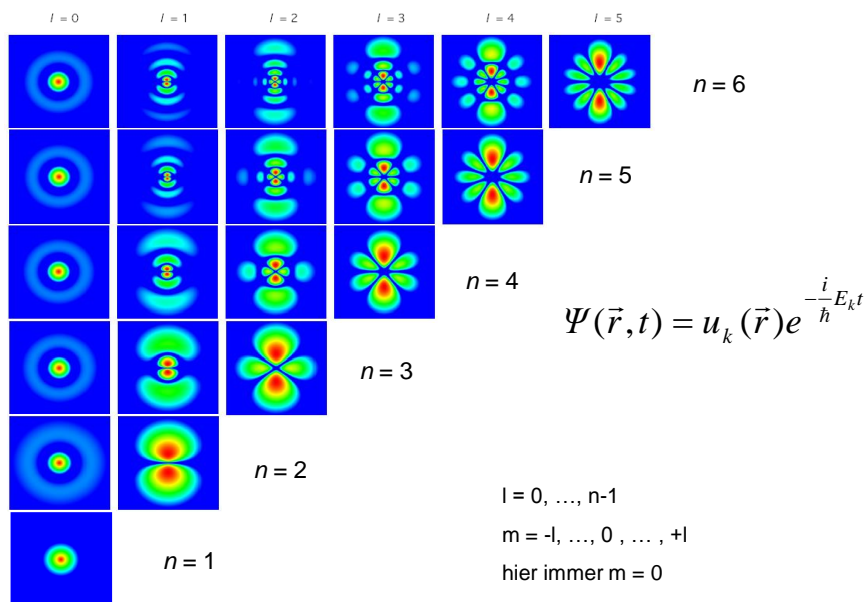 l = 0 l = 1 l = 2 l = 3 l = 4 l = 5
n = 6
n = 5
n = 4
Ψ(r⃗,t) = u_k(r⃗)e^{-\frac{i}{ℏ}E_k t}
n = 3
n = 2
l = 0, …, n-1
m = -l, …, 0 , … , +l
n = 1
hier immer m = 0